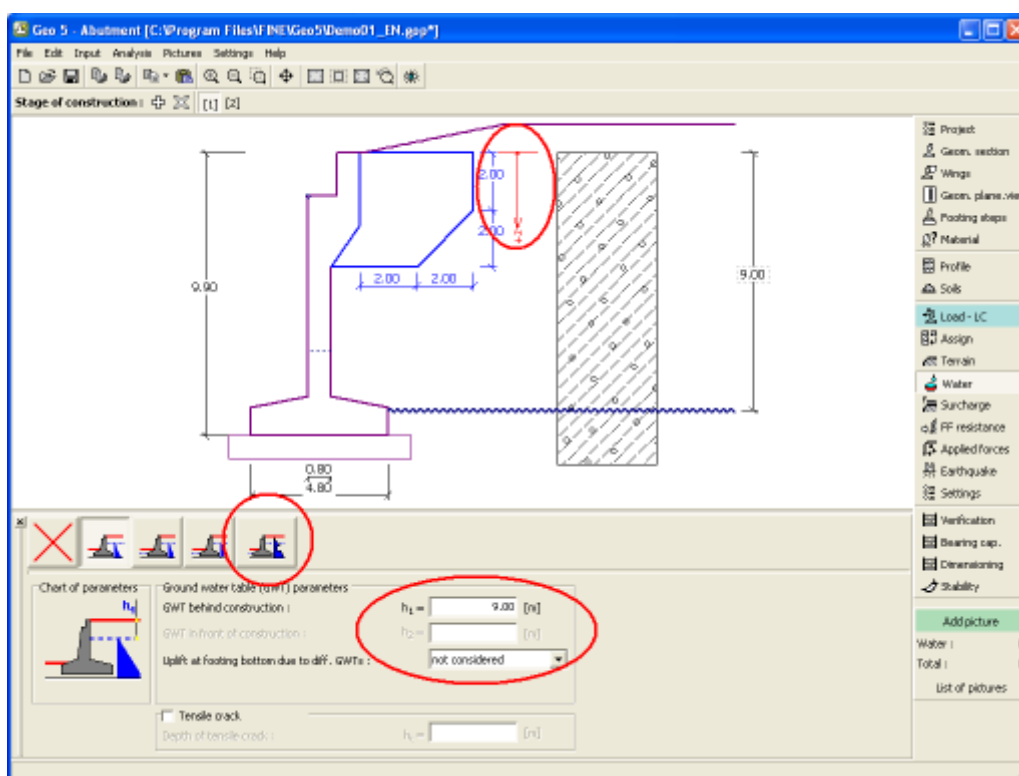 Geo 5 - Abutment [C:\Program Files\FINE\Geo5\Demo01_EN.gop*]
File Edit Input Analysis Pictures Settings Help
Stage of construction : [1] [2]
Project
Geom. section
Wings
Geom. plane.vie
Footing steps
Material
Profile
Soils
Load - LC
Assign
Terrain
Water
Surcharge
FF resistance
Applied forces
Earthquake
Settings
Verification
Bearing cap.
Dimensioning
Stability
Add picture
Water :
Total :
List of pictures
2.00
+z
2.00
2.00 2.00
9.90
9.00
0.80
4.80
Chart of parameters
h1
Ground water table (GWT) parameters
GWT behind construction : h1 = 9.00 [m]
GWT in front of construction : h2 = [m]
Uplift at footing bottom due to diff. GWTs : not considered
Tensile crack
Depth of tensile crack : ht = [m]